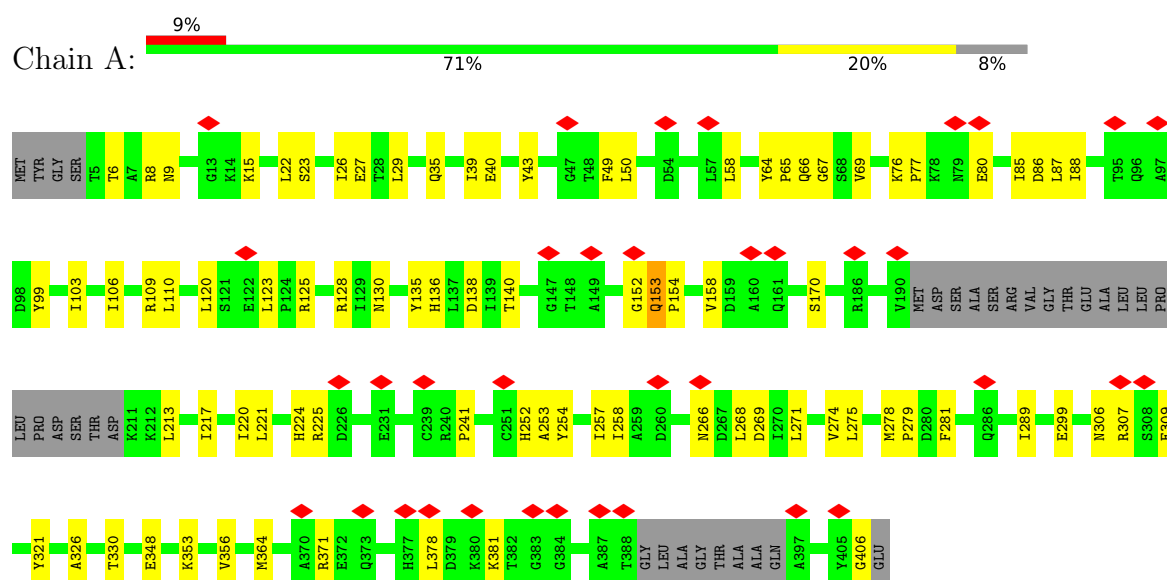 9%
Chain A:
71% 20% 8%
MET TYR GLY SER T5 T6 A7 R8 N9 G13 K14 K15 L22 S23 I26 E27 T28 L29 Q35 I39 E40 Y43 G47 T48 F49 L50 D54 L57 L58 Y64 P65 Q66 G67 S68 V69 K76 P77 K78 N79 E80 I85 D86 L87 I88 T95 Q96 A97
D98 Y99 I103 I106 R109 L110 L120 S121 E122 L123 P124 R125 R128 I129 N130 Y135 H136 L137 D138 I139 T140 G147 T148 A149 G152 Q153 P154 V158 D159 A160 Q161 S170 R186 V190 MET ASP SER ALA SER ARG VAL GLY THR GLU ALA LEU LEU PRO
LEU PRO ASP SER THR ASP K211 K212 L213 I217 I220 L221 H224 R225 D226 E231 C239 R240 P241 C251 H252 A253 Y254 I257 I258 A259 D260 N266 D267 L268 D269 I270 L271 V274 L275 M278 P279 D280 F281 Q286 I289 E299 N306 R307 S308
Y321 A326 T330 E348 K353 V356 M364 A370 R371 E372 Q373 H377 L378 D379 K380 K381 T382 G383 G384 A387 T388 GLY LEU ALA GLY THR ALA ALA GLN A397 Y405 G406 GLU